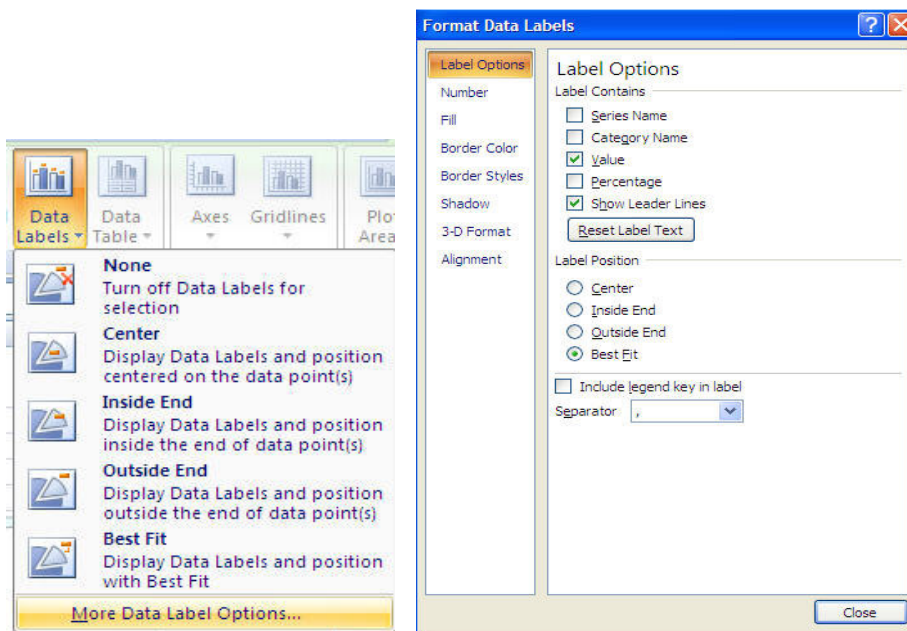 Data
Labels
Data
Table
Axes
Gridlines
Plot
Area
None
Turn off Data Labels for
selection
Center
Display Data Labels and position
centered on the data point(s)
Inside End
Display Data Labels and position
inside the end of data point(s)
Outside End
Display Data Labels and position
outside the end of data point(s)
Best Fit
Display Data Labels and position
with Best Fit
More Data Label Options...
Format Data Labels
Label Options
Number
Fill
Border Color
Border Styles
Shadow
3-D Format
Alignment
Label Options
Label Contains
Series Name
Category Name
Value
Percentage
Show Leader Lines
Reset Label Text
Label Position
Center
Inside End
Outside End
Best Fit
Include legend key in label
Separator ,
Close